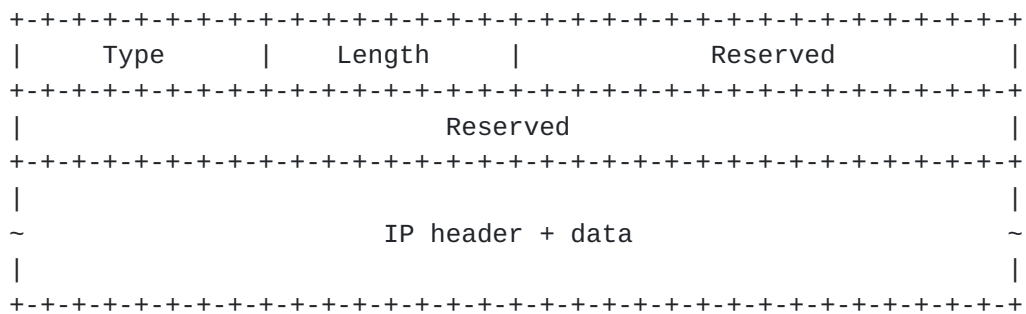 +-+-+-+-+-+-+-+-+-+-+-+-+-+-+-+-+-+-+-+-+-+-+-+-+-+-+-+-+-+-+-+-+
|     Type      |    Length     |            Reserved           |
+-+-+-+-+-+-+-+-+-+-+-+-+-+-+-+-+-+-+-+-+-+-+-+-+-+-+-+-+-+-+-+-+
|                           Reserved                            |
+-+-+-+-+-+-+-+-+-+-+-+-+-+-+-+-+-+-+-+-+-+-+-+-+-+-+-+-+-+-+-+-+
|                                                               |
~                       IP header + data                        ~
|                                                               |
+-+-+-+-+-+-+-+-+-+-+-+-+-+-+-+-+-+-+-+-+-+-+-+-+-+-+-+-+-+-+-+-+